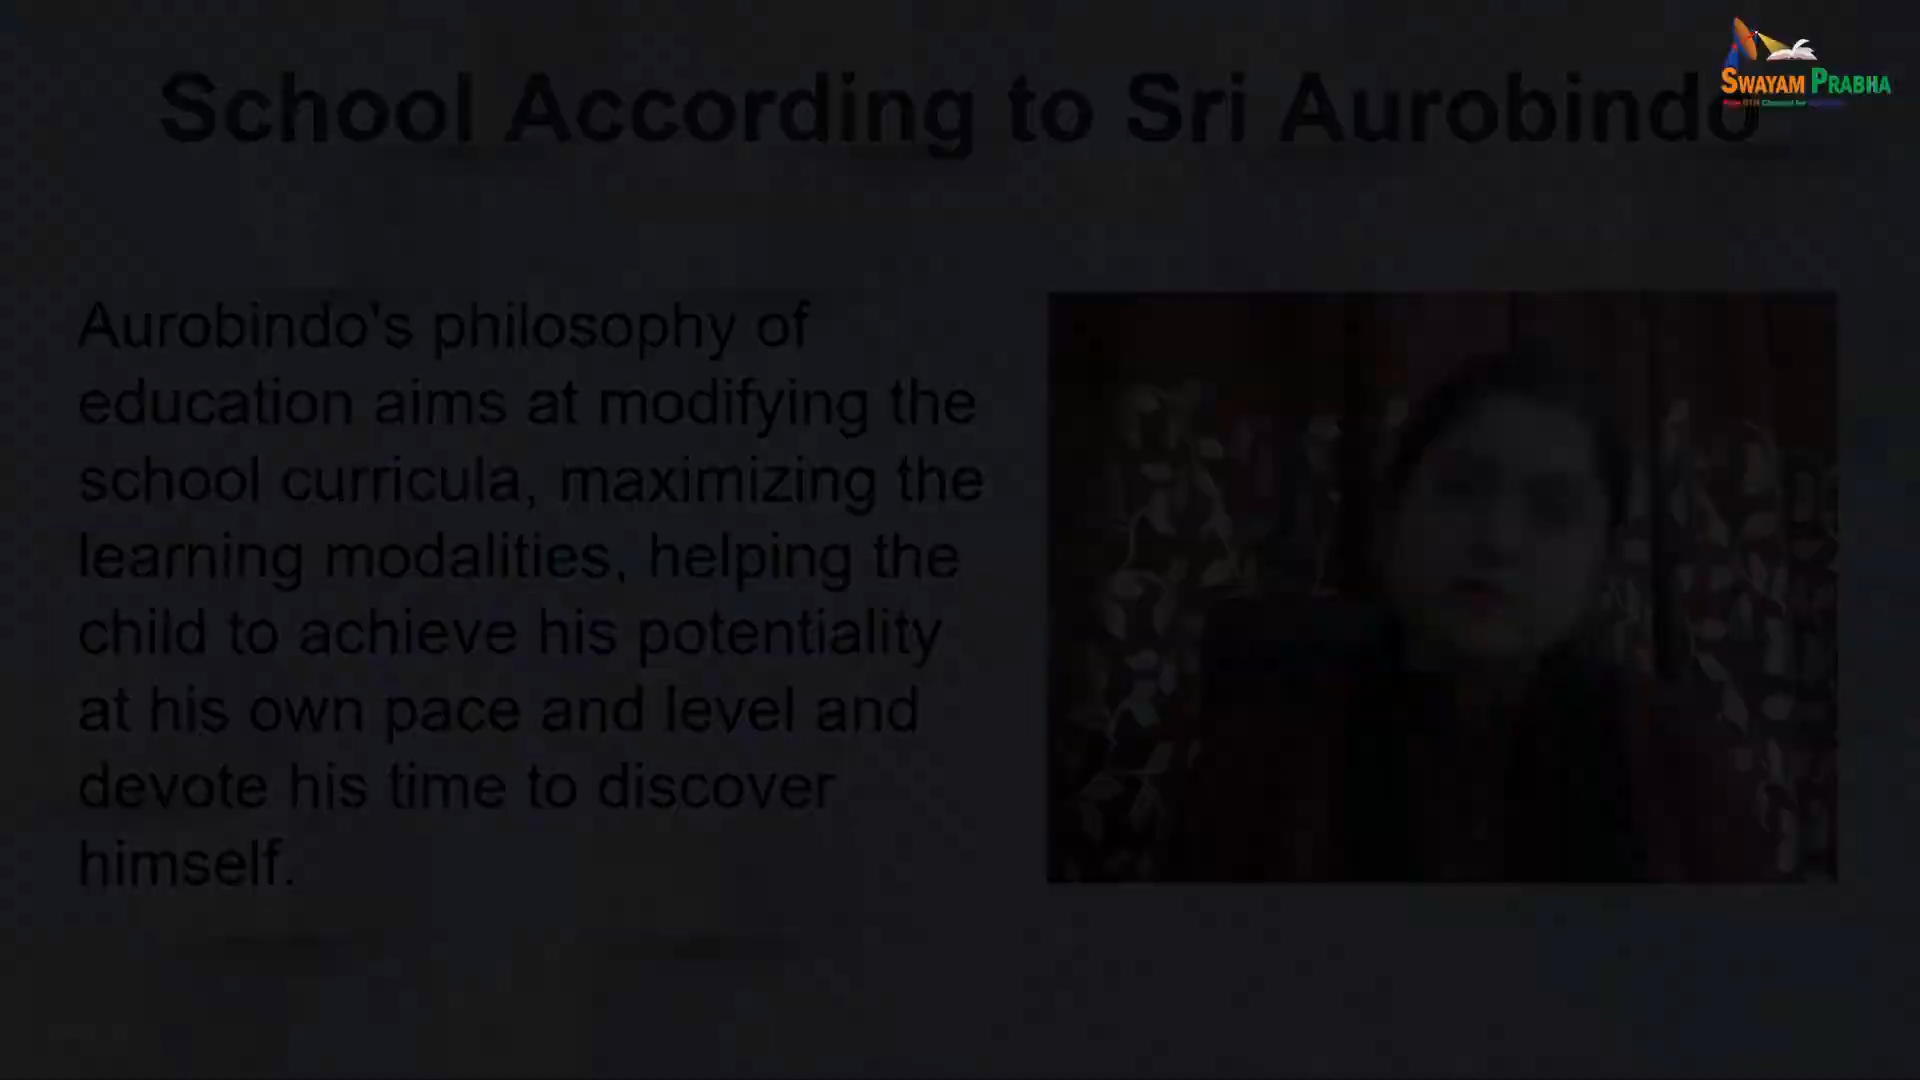 SWAYAM PRABHA
School According to Sri Aurobindo
Aurobindo's philosophy of
education aims at modifying the
school curricula, maximizing the
learning modalities, helping the
child to achieve his potentiality
at his own pace and level and
devote his time to discover
himself.